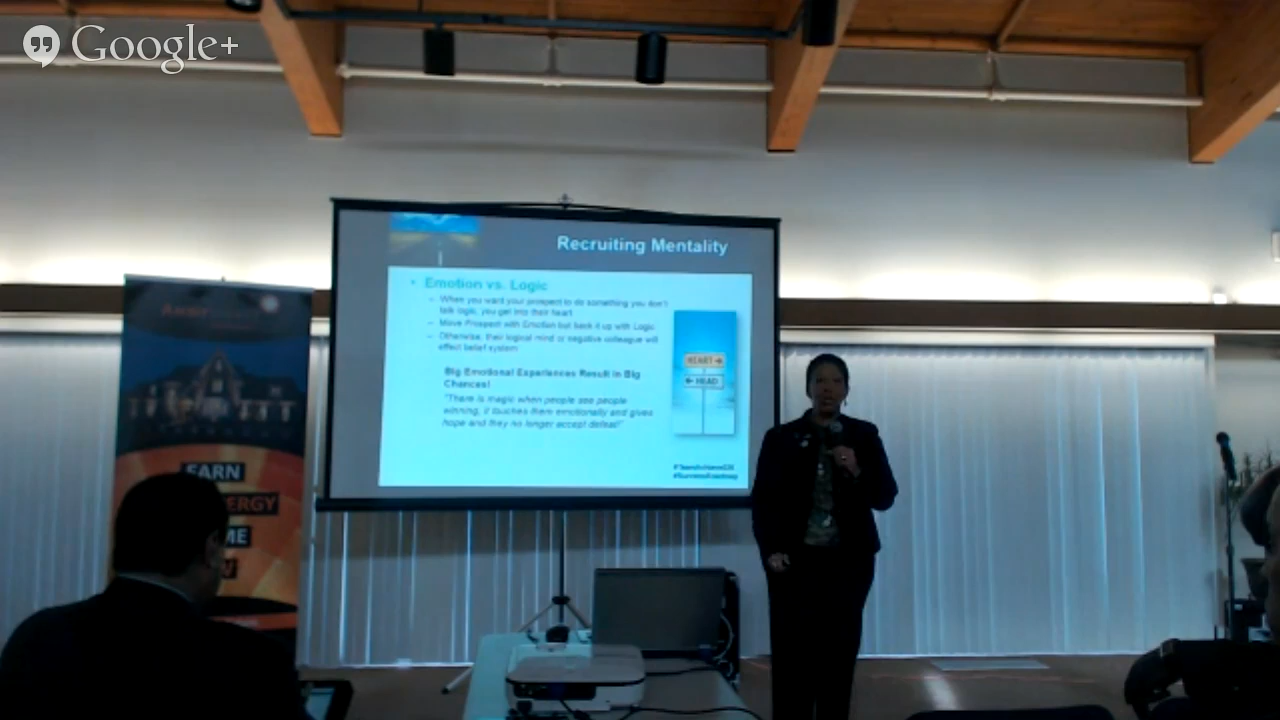 Google+
Recruiting Mentality
• Emotion vs. Logic
– When you want your prospect to do something you don't
talk logic, you get into their heart
– Move Prospect with Emotion but back it up with Logic
– Otherwise, their logical mind or negative colleague will
effect belief system
Big Emotional Experiences Result in Big
Chances!
"There is magic when people see people
winning, it touches them emotionally and gives
hope and they no longer accept defeat"
HEART →
← HEAD
EARN